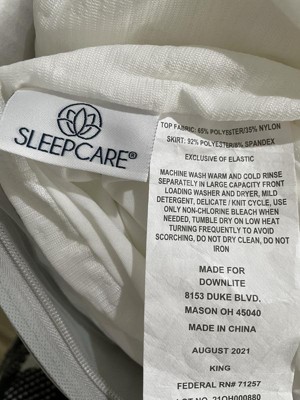 SLEEPCARE®
TOP FABRIC: 65% POLYESTER/35% NYLON
SKIRT: 92% POLYESTER/8% SPANDEX
EXCLUSIVE OF ELASTIC
MACHINE WASH WARM AND COLD RINSE
SEPARATELY IN LARGE CAPACITY FRONT
LOADING WASHER AND DRYER, MILD
DETERGENT, DELICATE / KNIT CYCLE, USE
ONLY NON-CHLORINE BLEACH WHEN
NEEDED, TUMBLE DRY ON LOW HEAT
TURNING FREQUENTLY TO AVOID
SCORCHING, DO NOT DRY CLEAN, DO NOT
IRON
MADE FOR
DOWNLITE
8153 DUKE BLVD.
MASON OH 45040
MADE IN CHINA
AUGUST 2021
KING
FEDERAL RN# 71257
LOT NO. 21OH000880